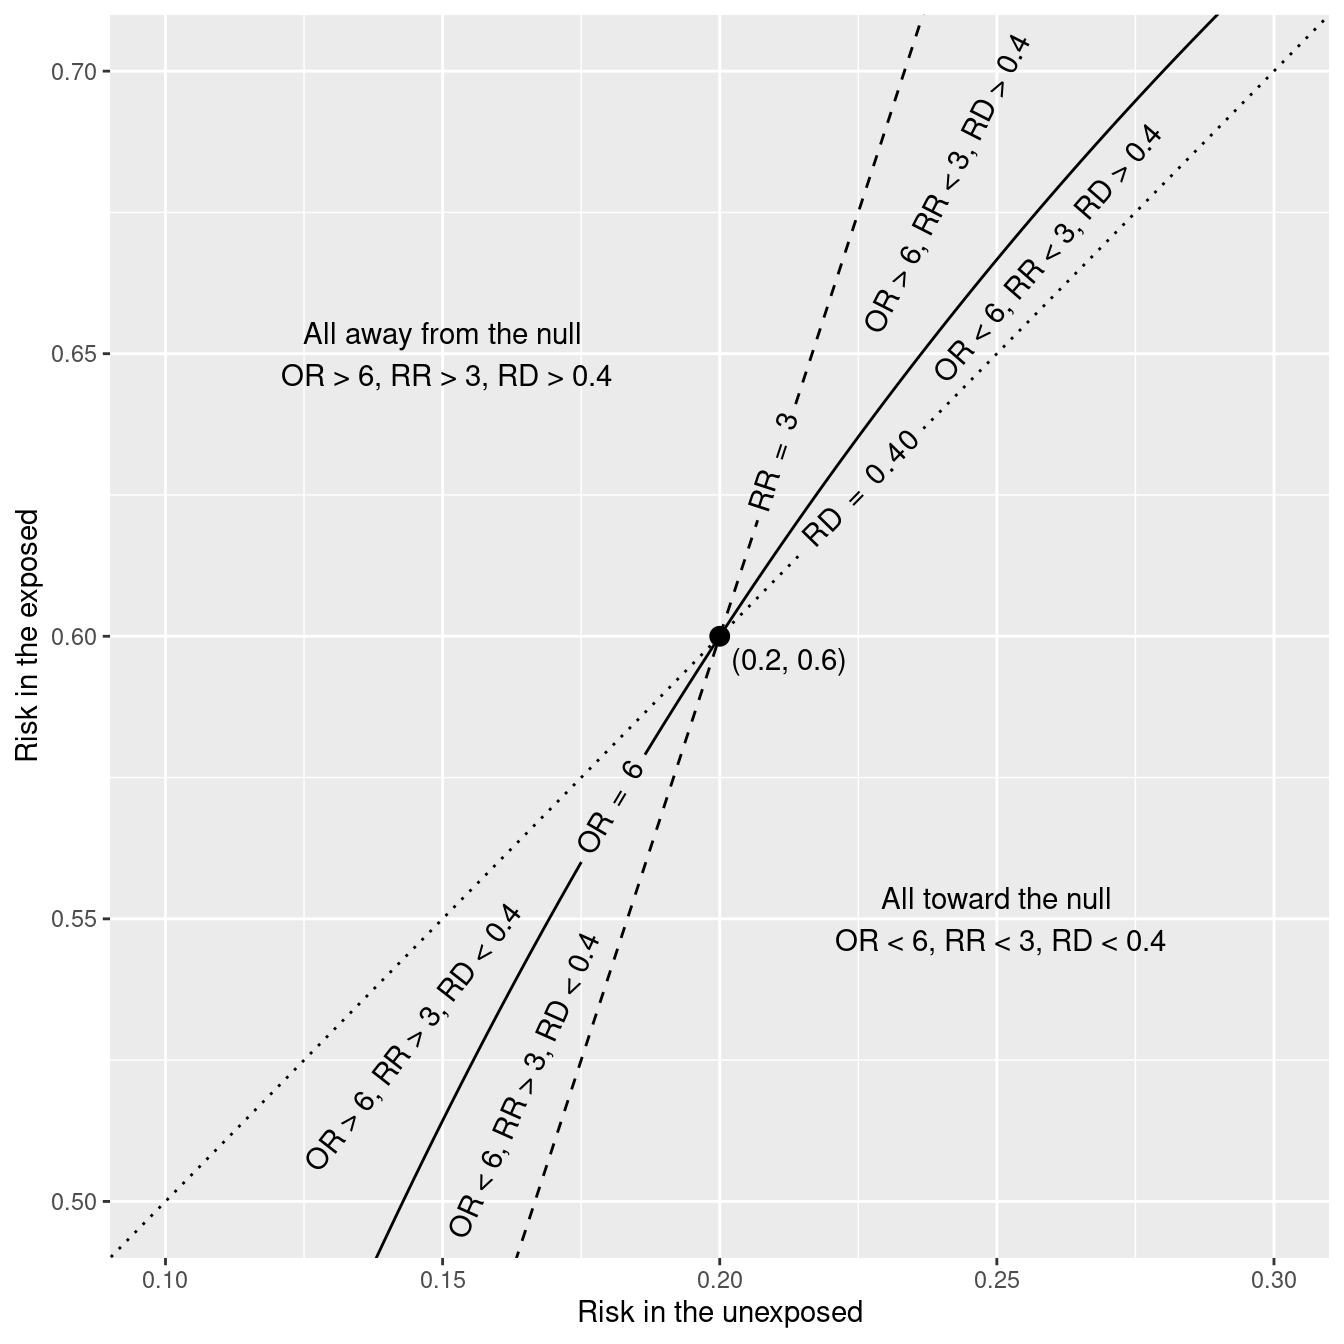 0.70
0.65
0.60
0.55
0.50
Risk in the exposed
All away from the null
OR > 6, RR > 3, RD > 0.4
OR > 6, RR < 3, RD > 0.4
OR < 6, RR < 3, RD > 0.4
RR = 3
RD = 0.40
(0.2, 0.6)
OR = 6
All toward the null
OR < 6, RR < 3, RD < 0.4
OR > 6, RR > 3, RD < 0.4
OR < 6, RR > 3, RD < 0.4
0.10
0.15
0.20
0.25
0.30
Risk in the unexposed